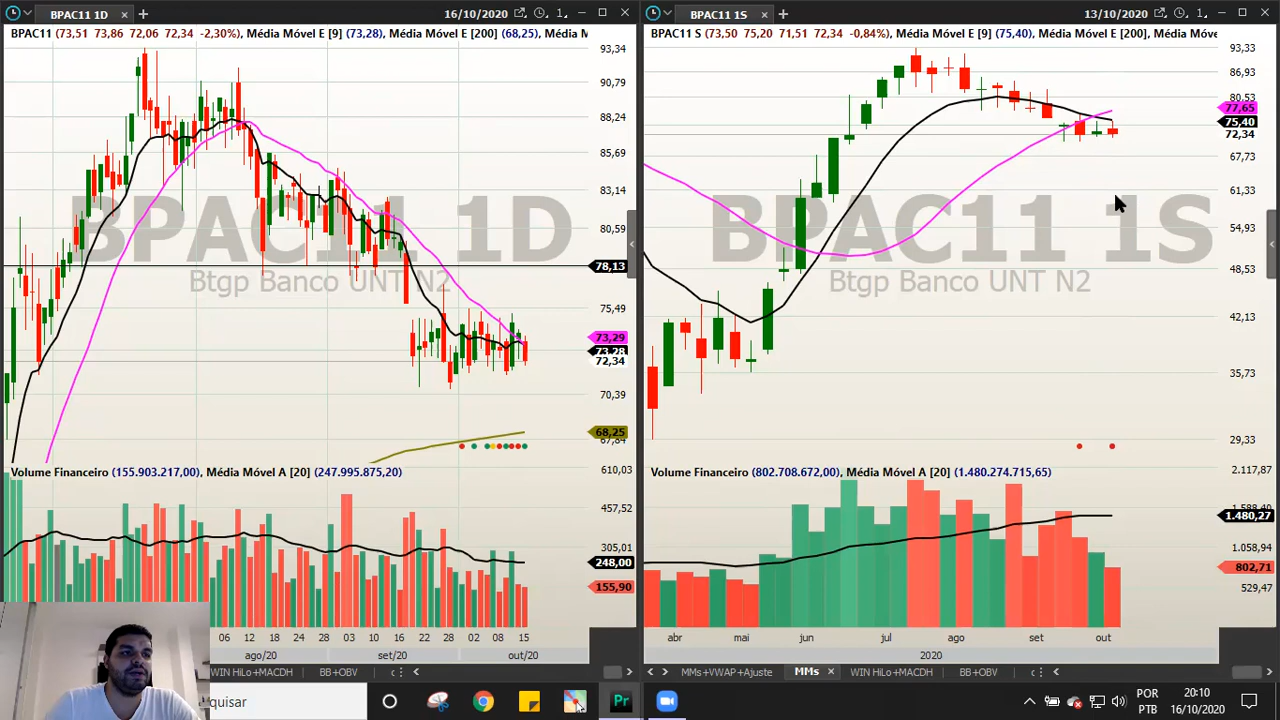 BPAC11 1D
16/10/2020
1
BPAC11 (73,51 73,86 72,06 72,34 -2,30%), Média Móvel E [9] (73,28), Média Móvel E [200] (68,25), Média M
93,34
90,79
88,24
85,69
83,14
80,59
78,13
75,49
73,29
73,28
72,34
70,39
68,25
67,84
BPAC11 1D
Btgp Banco UNT N2
Volume Financeiro (155.903.217,00), Média Móvel A [20] (247.995.875,20)
610,03
457,52
305,01
248,00
155,90
06 12 18 24 28 03 10 16 22 28 02 08 15
ago/20 set/20 out/20
WIN HiLo+MACDH BB+OBV
BPAC11 1S
13/10/2020
1
BPAC11 S (73,50 75,20 71,51 72,34 -0,84%), Média Móvel E [9] (75,40), Média Móvel E [200], Média Móve
93,33
86,93
80,53
77,65
75,40
72,34
67,73
61,33
54,93
48,53
42,13
35,73
29,33
BPAC11 1S
Btgp Banco UNT N2
Volume Financeiro (802.708.672,00), Média Móvel A [20] (1.480.274.715,65)
2.117,87
1.588,40
1.480,27
1.058,94
802,71
529,47
abr mai jun jul ago set out
2020
MMs+VWAP+Ajuste MMs WIN HiLo+MACDH BB+OBV
quisar
Pr
POR
PTB
20:10
16/10/2020